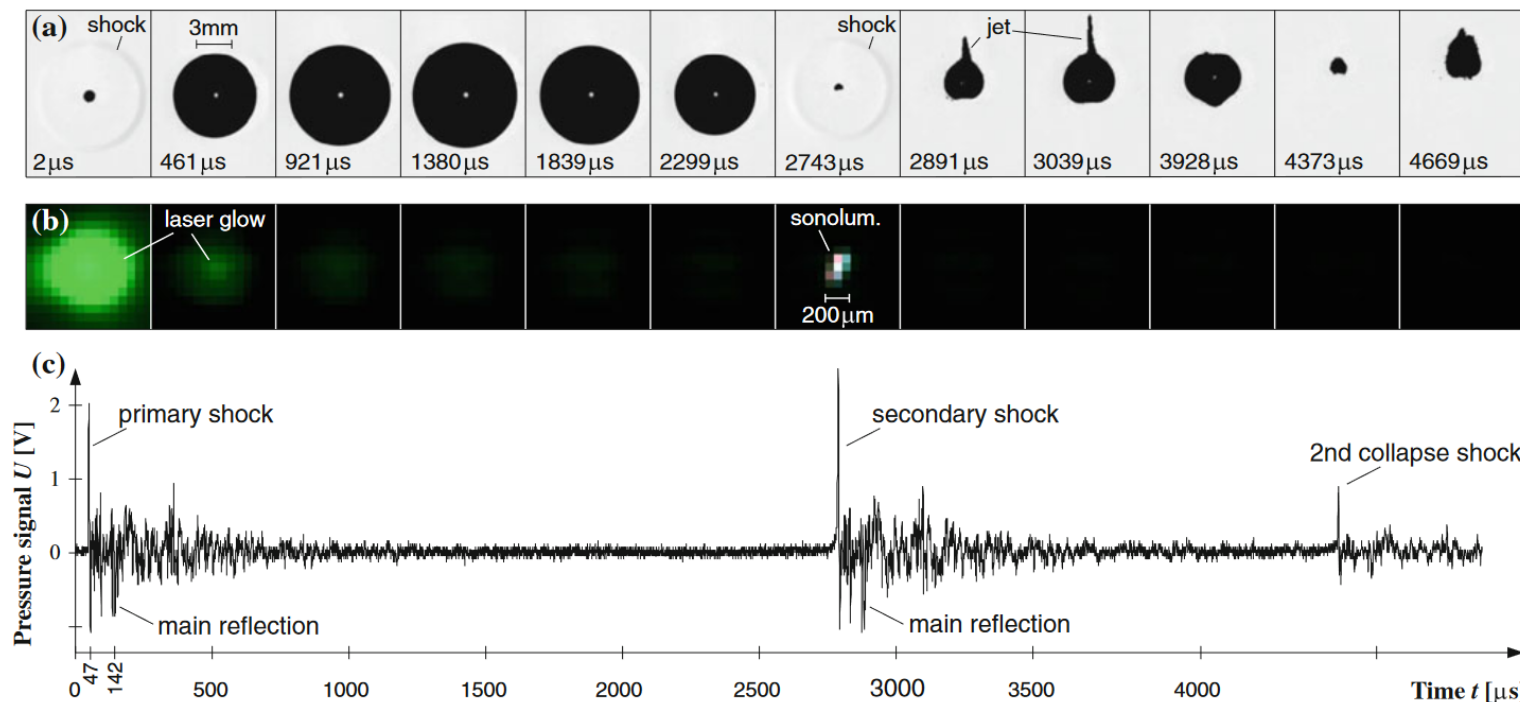 (a)
shock
3mm
shock
jet
2μs
461μs
921μs
1380μs
1839μs
2299μs
2743μs
2891μs
3039μs
3928μs
4373μs
4669μs
(b)
laser glow
sonolum.
200μm
(c)
Pressure signal U [V]
2
1
0
primary shock
secondary shock
2nd collapse shock
main reflection
main reflection
0
47
142
500
1000
1500
2000
2500
3000
3500
4000
Time t [μs]